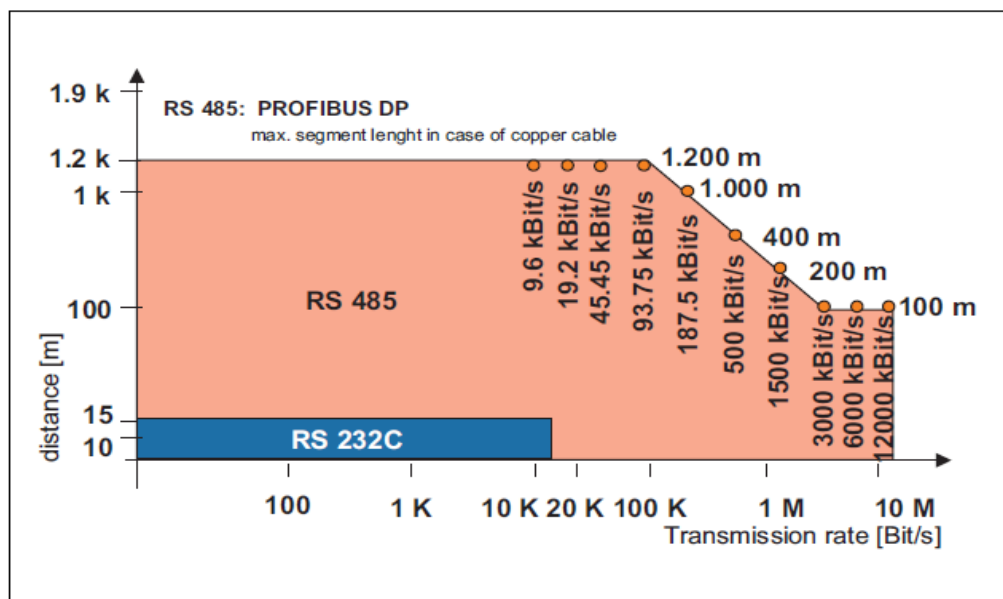 1.9 k
RS 485: PROFIBUS DP
max. segment lenght in case of copper cable
1.2 k
1.200 m
1 k
1.000 m
9.6 kBit/s
19.2 kBit/s
45.45 kBit/s
93.75 kBit/s
187.5 kBit/s
500 kBit/s
1500 kBit/s
3000 kBit/s
6000 kBit/s
12000 kBit/s
400 m
200 m
RS 485
100
100 m
distance [m]
15
10
RS 232C
100 1 K 10 K 20 K 100 K 1 M 10 M
Transmission rate [Bit/s]